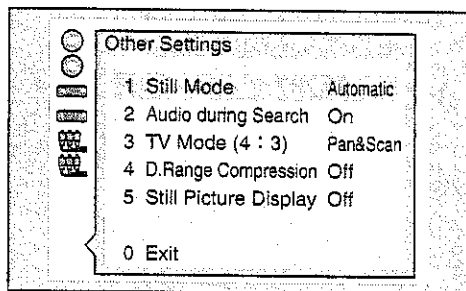 Other Settings
1 Still Mode Automatic
2 Audio during Search On
3 TV Mode (4 : 3) Pan&Scan
4 D.Range Compression Off
5 Still Picture Display Off
0 Exit